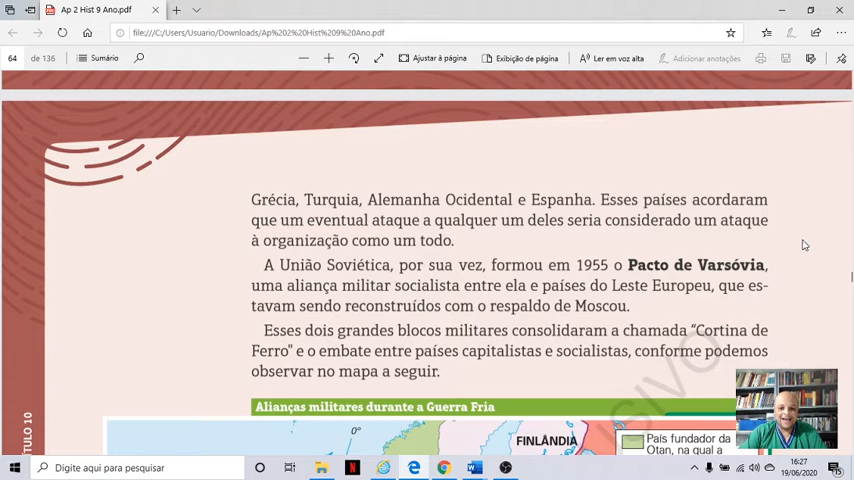 Ap 2 Hist 9 Ano.pdf
file:///C:/Users/Usuario/Downloads/Ap%202%20Hist%209%20Ano.pdf
64 de 136
Sumário
Ajustar à página
Exibição de página
Ler em voz alta
Adicionar anotações
Grécia, Turquia, Alemanha Ocidental e Espanha. Esses países acordaram
que um eventual ataque a qualquer um deles seria considerado um ataque
à organização como um todo.
A União Soviética, por sua vez, formou em 1955 o Pacto de Varsóvia,
uma aliança militar socialista entre ela e países do Leste Europeu, que es-
tavam sendo reconstruídos com o respaldo de Moscou.
Esses dois grandes blocos militares consolidaram a chamada “Cortina de
Ferro” e o embate entre países capitalistas e socialistas, conforme podemos
observar no mapa a seguir.
Alianças militares durante a Guerra Fria
0°
FINLÂNDIA
País fundador da
Otan, na qual a
TULO 10
ISIVO
Digite aqui para pesquisar
16:27
19/06/2020
15